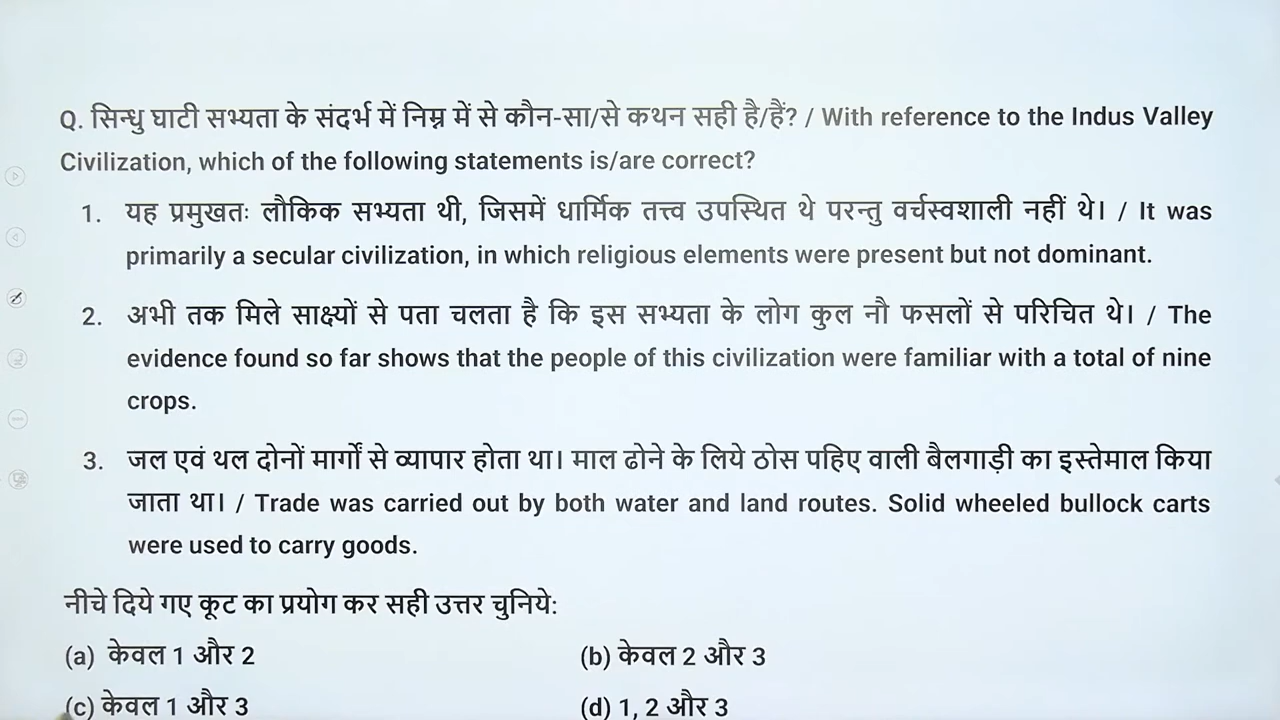 Q. सिन्धु घाटी सभ्यता के संदर्भ में निम्न में से कौन-सा/से कथन सही है/हैं? / With reference to the Indus Valley
Civilization, which of the following statements is/are correct?
1. यह प्रमुखतः लौकिक सभ्यता थी, जिसमें धार्मिक तत्त्व उपस्थित थे परन्तु वर्चस्वशाली नहीं थे। / It was
primarily a secular civilization, in which religious elements were present but not dominant.
2. अभी तक मिले साक्ष्यों से पता चलता है कि इस सभ्यता के लोग कुल नौ फसलों से परिचित थे। / The
evidence found so far shows that the people of this civilization were familiar with a total of nine
crops.
3. जल एवं थल दोनों मार्गों से व्यापार होता था। माल ढोने के लिये ठोस पहिए वाली बैलगाड़ी का इस्तेमाल किया
जाता था। / Trade was carried out by both water and land routes. Solid wheeled bullock carts
were used to carry goods.
नीचे दिये गए कूट का प्रयोग कर सही उत्तर चुनिये:
(a) केवल 1 और 2 (b) केवल 2 और 3
(c) केवल 1 और 3 (d) 1, 2 और 3